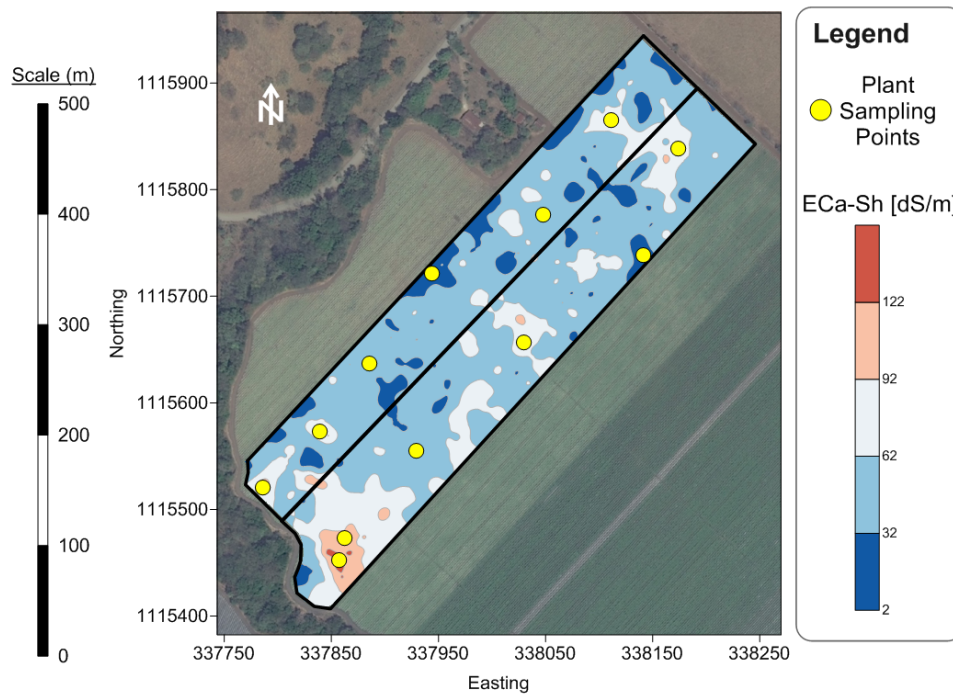 Scale (m)
500
400
300
200
100
0
Northing
1115900
1115800
1115700
1115600
1115500
1115400
N
337750
337850
337950
338050
338150
338250
Easting
Legend
Plant
Sampling
Points
ECa-Sh [dS/m]
122
92
62
32
2